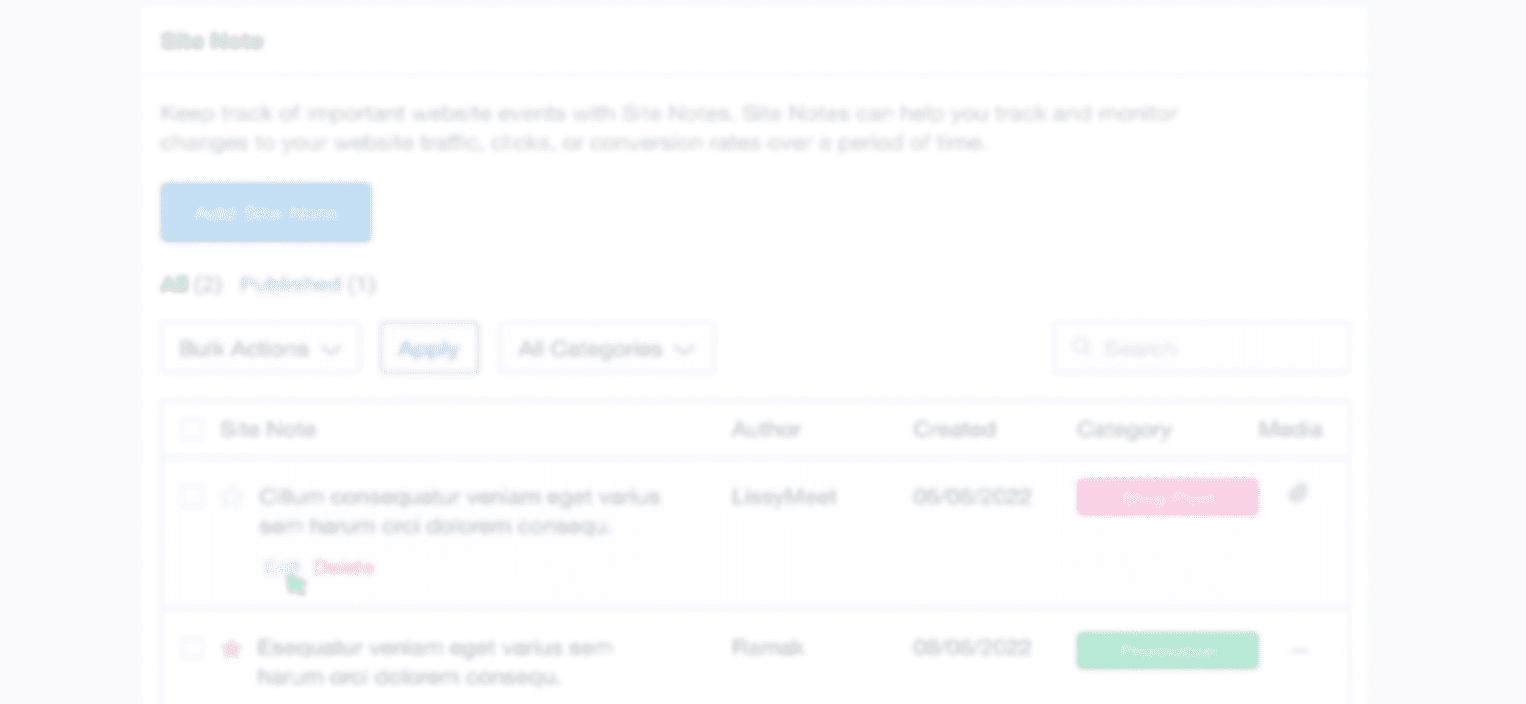 Site Note
Keep track of important website events with Site Notes. Site Notes can help you track and monitor
changes to your website traffic, clicks, or conversion rates over a period of time.
Add Site Note
All (2) Published (1)
Bulk Actions Apply All Categories Search
Site Note Author Created Category Media
Cillum consequatur veniam eget varius LissyMeet 05/06/2022 Blog Post
sem harum orci dolorem consequ.
Edit Delete
Esequatur veniam eget varius sem Ramak 08/06/2022
harum orci dolorem consequ.